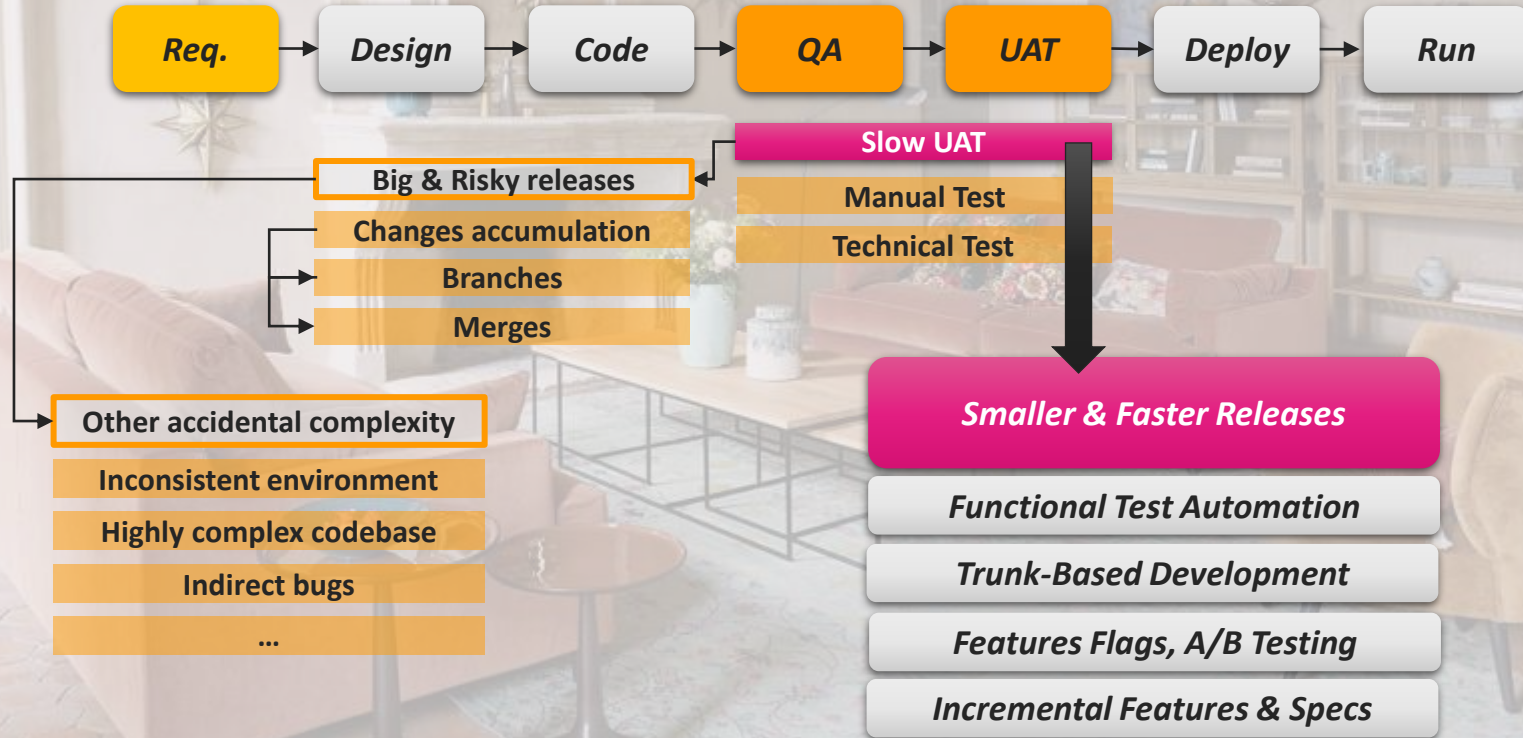 Req.
Design
Code
QA
UAT
Deploy
Run
Slow UAT
Manual Test
Technical Test
Big & Risky releases
Changes accumulation
Branches
Merges
Other accidental complexity
Inconsistent environment
Highly complex codebase
Indirect bugs
...
Smaller & Faster Releases
Functional Test Automation
Trunk-Based Development
Features Flags, A/B Testing
Incremental Features & Specs